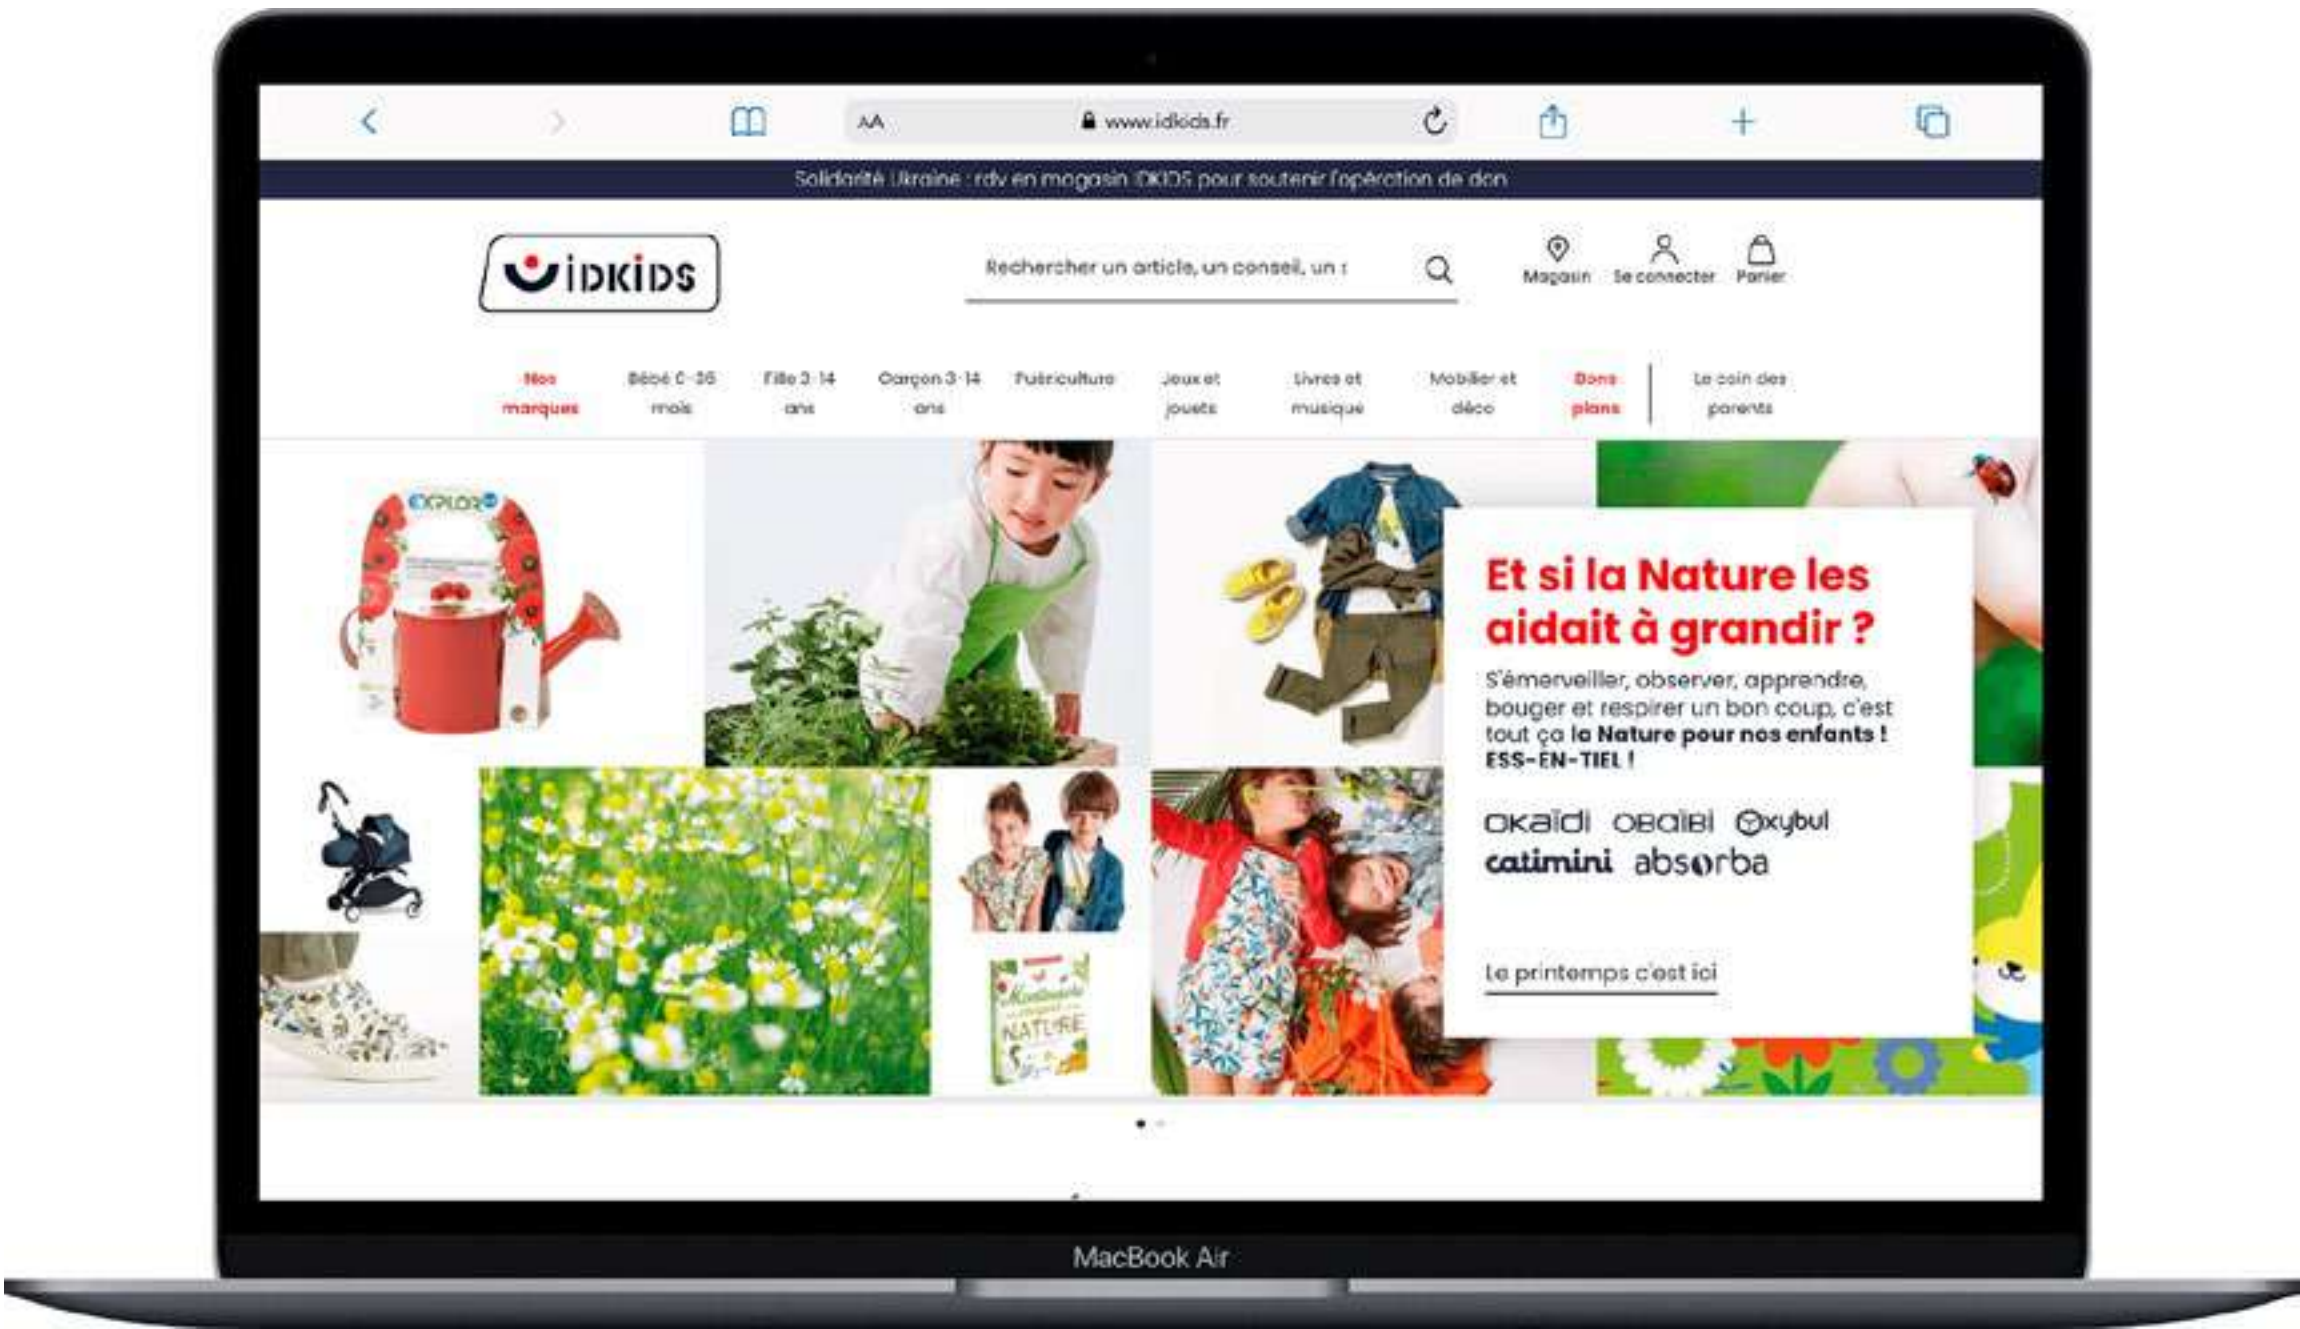 AA
www.idkids.fr
Solidarité Ukraine : rdv en magasin IDKIDS pour soutenir l'opération de don
iDKiDS
Rechercher un article, un conseil, un s
Magasin Se connecter Panier
Nos marques
Bébé 0-36 mois
Fille 3-14 ans
Garçon 3-14 ans
Puériculture
Jeux et jouets
Livres et musique
Mobilier et déco
Bons plans
Le coin des parents
EXPLOR
Et si la Nature les
aidait à grandir ?
S'émerveiller, observer, apprendre,
bouger et respirer un bon coup, c'est
tout ça la Nature pour nos enfants !
ESS-EN-TIEL !
OKaïdi OBaïBi Oxybul
catimini absorba
Le printemps c'est ici
Montessori
NATURE
MacBook Air